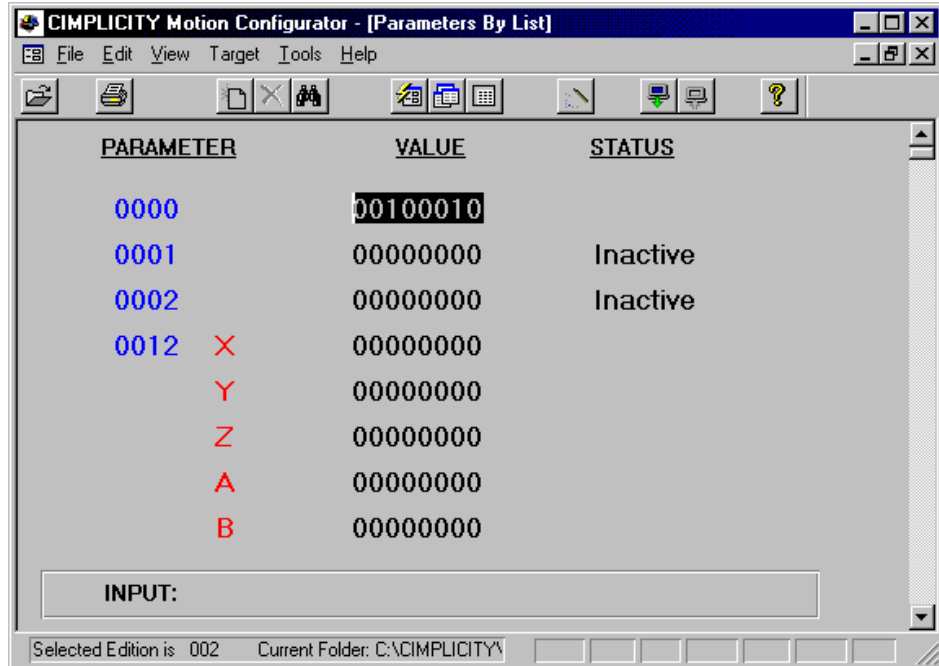 CIMPLICITY Motion Configurator - [Parameters By List]
File Edit View Target Tools Help
PARAMETER VALUE STATUS
0000 00100010
0001 00000000 Inactive
0002 00000000 Inactive
0012 X 00000000
Y 00000000
Z 00000000
A 00000000
B 00000000
INPUT:
Selected Edition is 002 Current Folder: C:\CIMPLICITY\